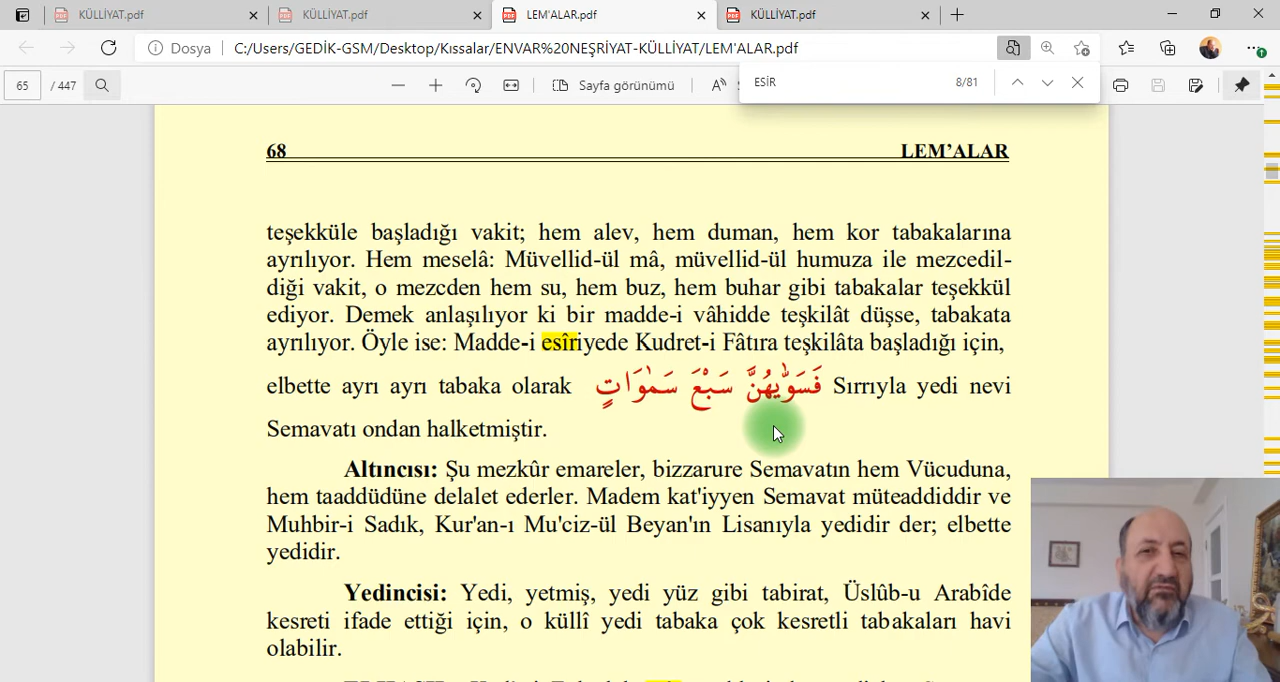 KÜLLİYAT.pdf
KÜLLİYAT.pdf
LEM'ALAR.pdf
KÜLLİYAT.pdf
Dosya
C:/Users/GEDİK-GSM/Desktop/Kıssalar/ENVAR%20NEŞRİYAT-KÜLLİYAT/LEM'ALAR.pdf
65 / 447
Sayfa görünümü
ESİR 8/81
68 LEM’ALAR
teşekküle başladığı vakit; hem alev, hem duman, hem kor tabakalarına
ayrılıyor. Hem meselâ: Müvellid-ül mâ, müvellid-ül humuza ile mezcedil-
diği vakit, o mezcden hem su, hem buz, hem buhar gibi tabakalar teşekkül
ediyor. Demek anlaşılıyor ki bir madde-i vâhidde teşkilât düşse, tabakata
ayrılıyor. Öyle ise: Madde-i esîriyede Kudret-i Fâtıra teşkilâta başladığı için,
elbette ayrı ayrı tabaka olarak فَسَوّٰيهُنَّ سَبْعَ سَمٰوَاتٍ Sırrıyla yedi nevi
Semavatı ondan halketmiştir.
Altıncısı: Şu mezkûr emareler, bizzarure Semavatın hem Vücuduna,
hem taaddüdüne delalet ederler. Madem kat'iyyen Semavat müteaddiddir ve
Muhbir-i Sadık, Kur'an-ı Mu'ciz-ül Beyan'ın Lisanıyla yedidir der; elbette
yedidir.
Yedincisi: Yedi, yetmiş, yedi yüz gibi tabirat, Üslûb-u Arabîde
kesreti ifade ettiği için, o küllî yedi tabaka çok kesretli tabakaları havi
olabilir.